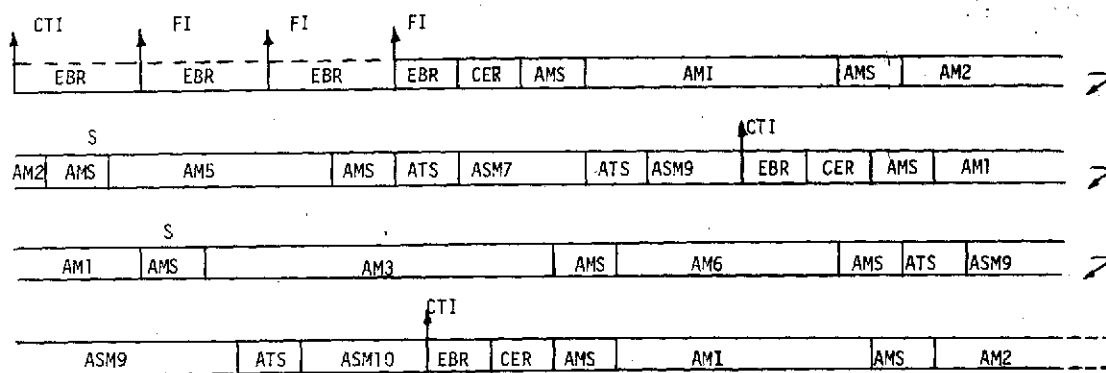 CTI FI FI FI
EBR EBR EBR EBR CER AMS AMI AMS AM2
S CTI
AM2 AMS AM5 AMS ATS ASM7 ATS ASM9 EBR CER AMS AM1
S
AM1 AMS AM3 AMS AM6 AMS ATS ASM9
CTI
ASM9 ATS ASM10 EBR CER AMS AMI AMS AM2